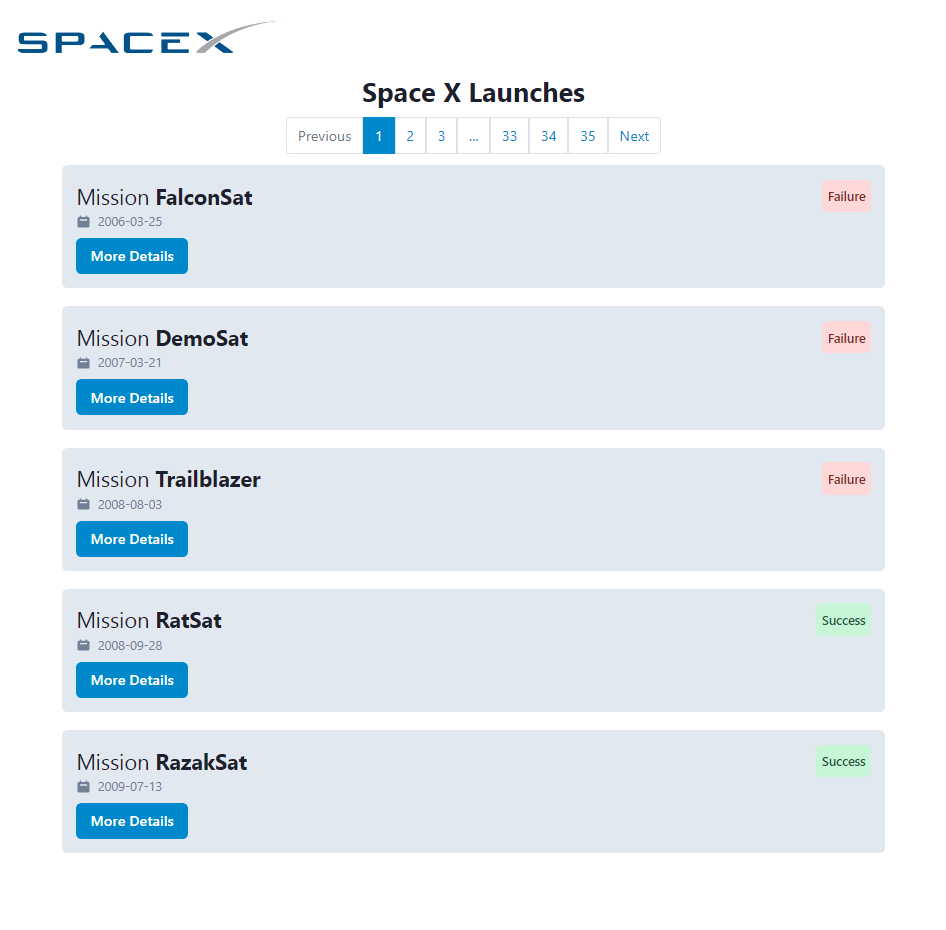 SPACEX
Space X Launches
Previous 1 2 3 ... 33 34 35 Next
Mission FalconSat
Failure
2006-03-25
More Details
Mission DemoSat
Failure
2007-03-21
More Details
Mission Trailblazer
Failure
2008-08-03
More Details
Mission RatSat
Success
2008-09-28
More Details
Mission RazakSat
Success
2009-07-13
More Details